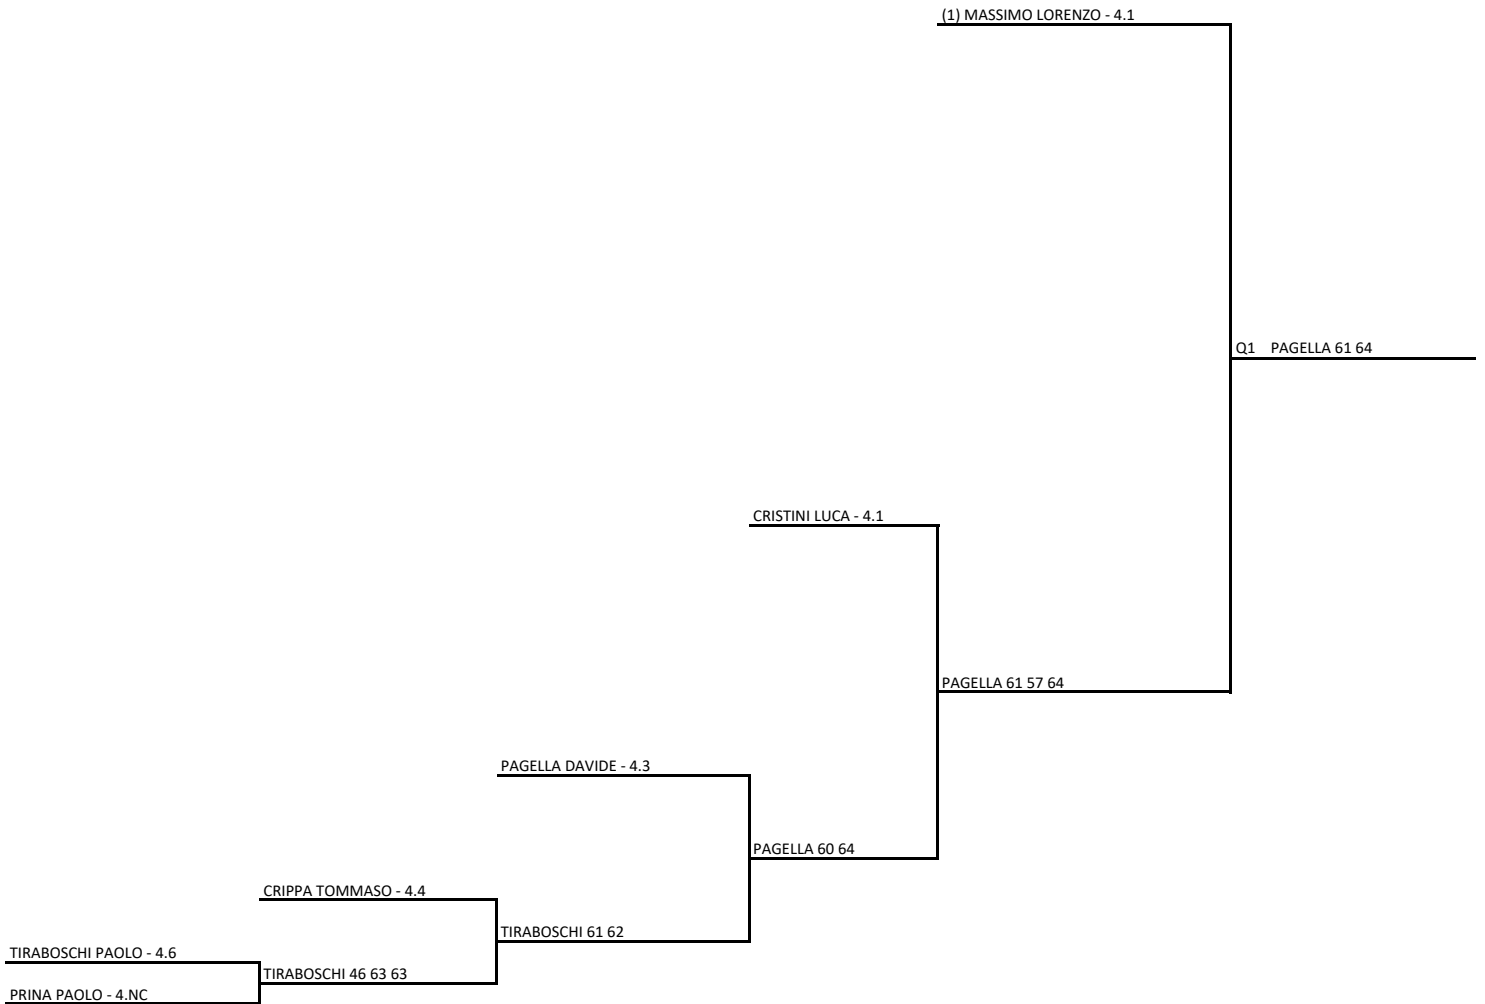 (1) MASSIMO LORENZO - 4.1
Q1 PAGELLA 61 64
CRISTINI LUCA - 4.1
PAGELLA 61 57 64
PAGELLA DAVIDE - 4.3
PAGELLA 60 64
CRIPPA TOMMASO - 4.4
TIRABOSCHI 61 62
TIRABOSCHI PAOLO - 4.6
TIRABOSCHI 46 63 63
PRINA PAOLO - 4.NC